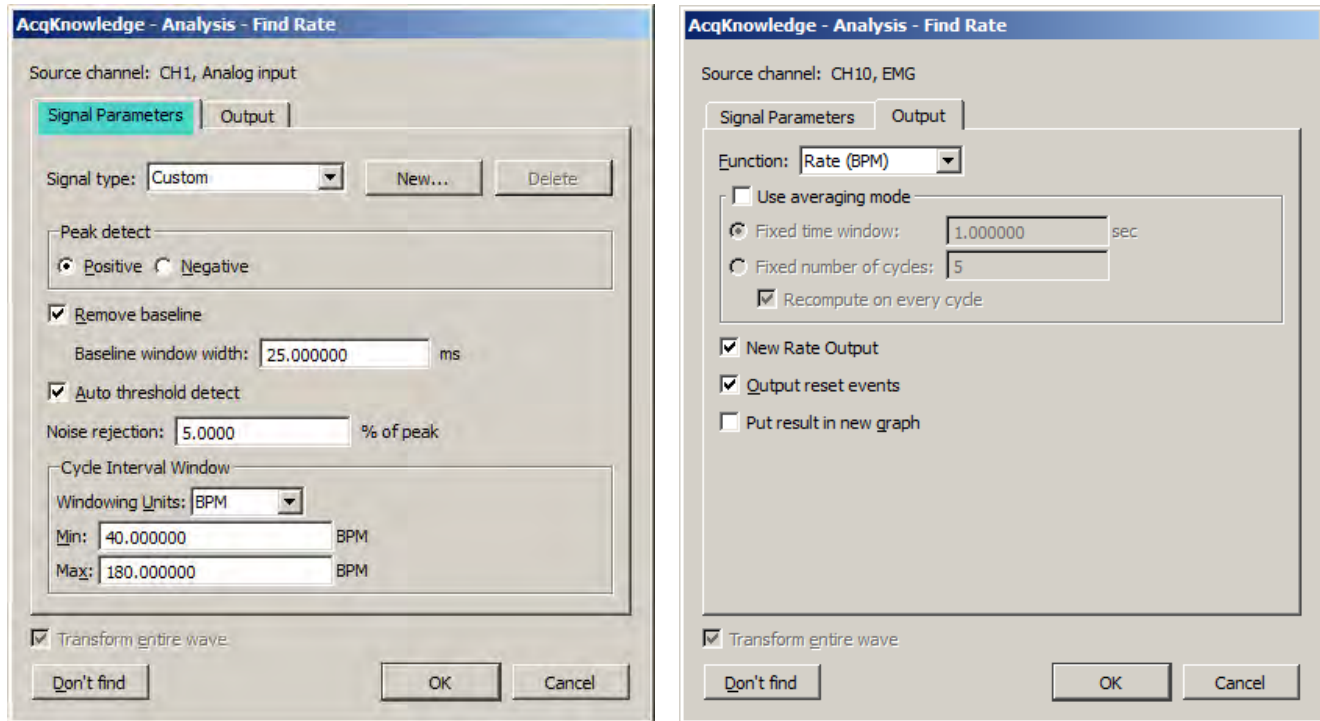 AcqKnowledge - Analysis - Find Rate
Source channel: CH1, Analog input
Signal Parameters Output
Signal type: Custom New... Delete
Peak detect
Positive Negative
Remove baseline
Baseline window width: 25.000000 ms
Auto threshold detect
Noise rejection: 5.0000 % of peak
Cycle Interval Window
Windowing Units: BPM
Min: 40.000000 BPM
Max: 180.000000 BPM
Transform entire wave
Don't find OK Cancel
AcqKnowledge - Analysis - Find Rate
Source channel: CH10, EMG
Signal Parameters Output
Function: Rate (BPM)
Use averaging mode
Fixed time window: 1.000000 sec
Fixed number of cycles: 5
Recompute on every cycle
New Rate Output
Output reset events
Put result in new graph
Transform entire wave
Don't find OK Cancel